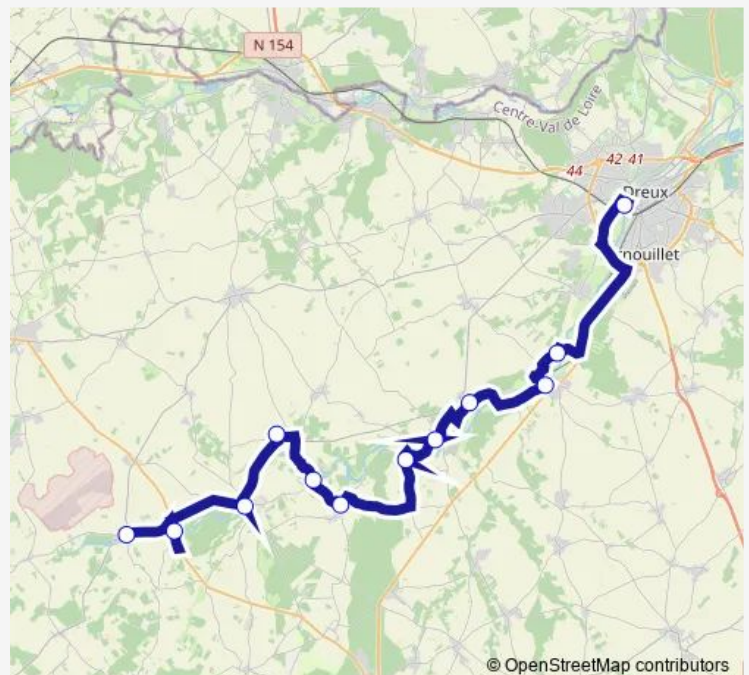 N 154
Centre-Val de Loire
44
42 41
Dreux
rnouillet
© OpenStreetMap contributors